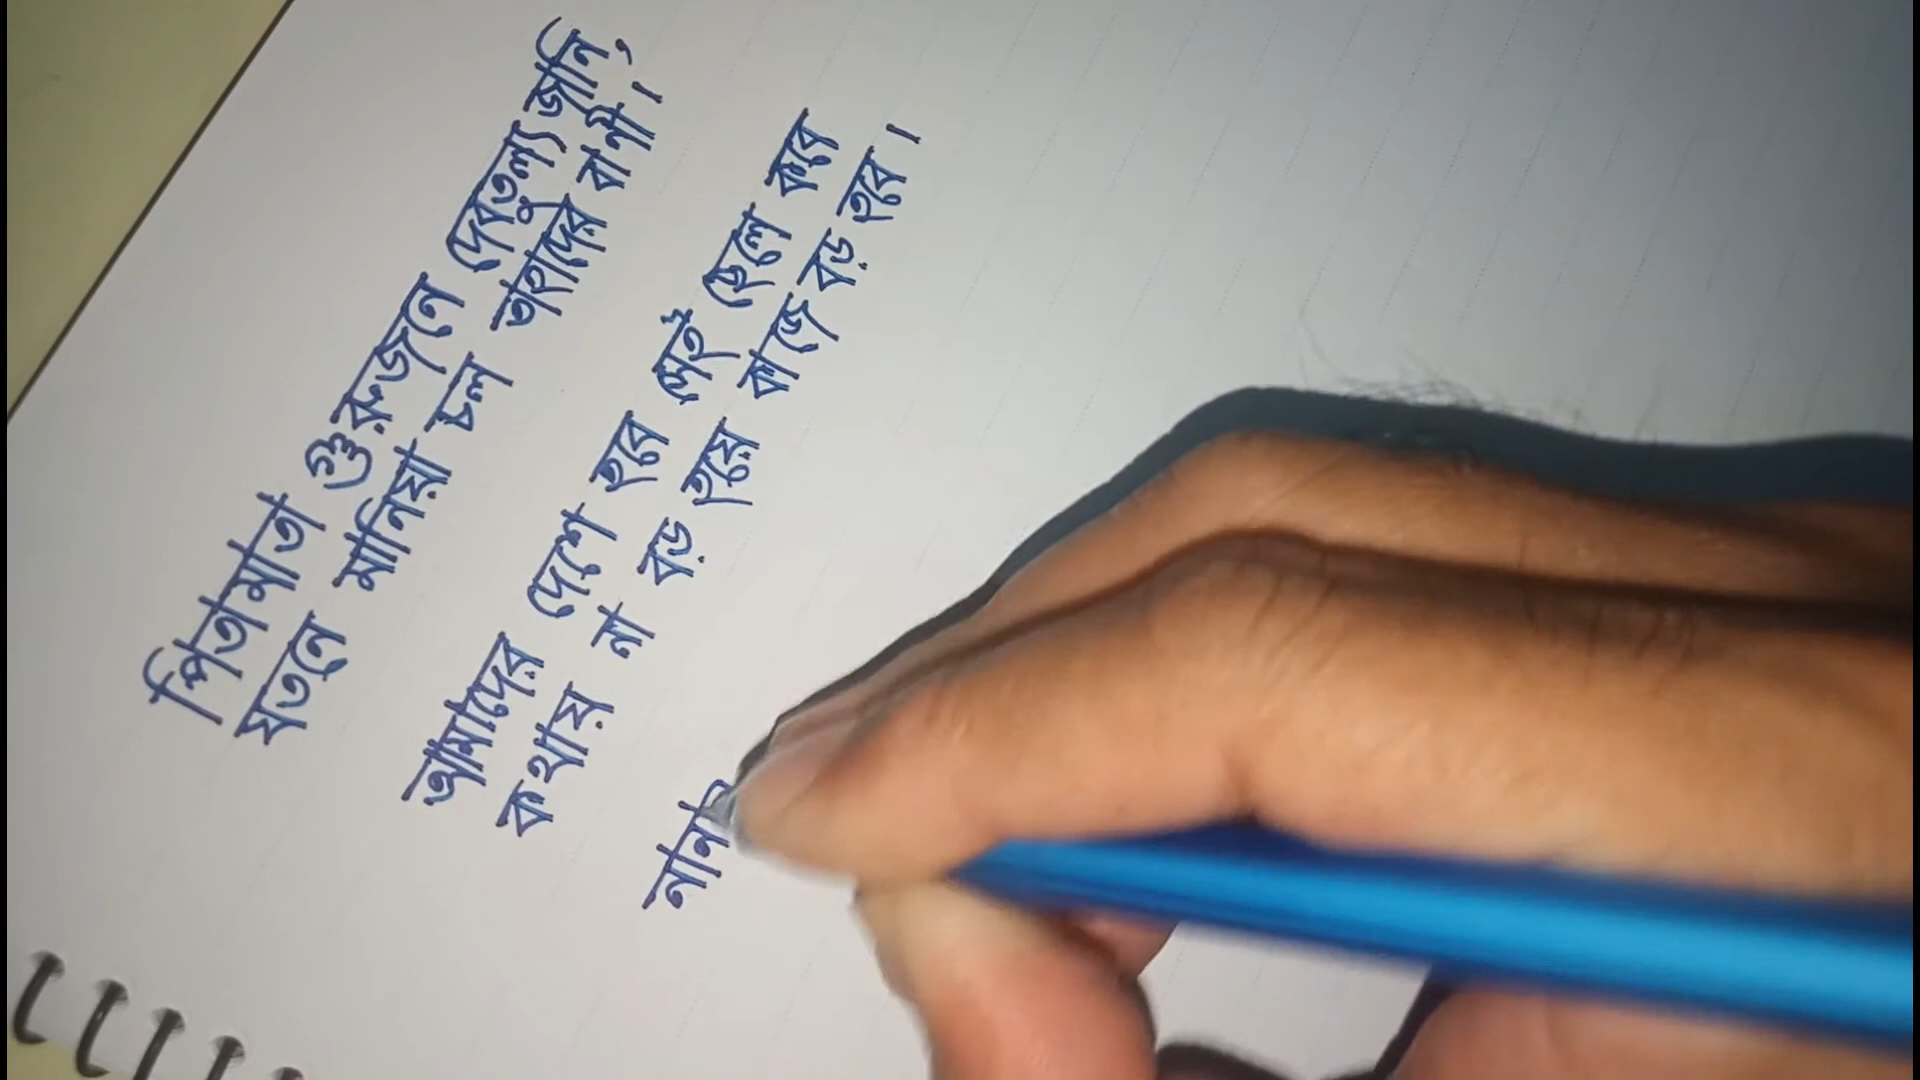 পিতামাতা গুরুজনে দেবতুল্য জানি,
যতনে মানিয়া চল তাহাদের বাণী।
আমাদের দেশে হবে সেই ছেলে কবে
কথায় না বড় হয়ে কাজে বড় হবে।